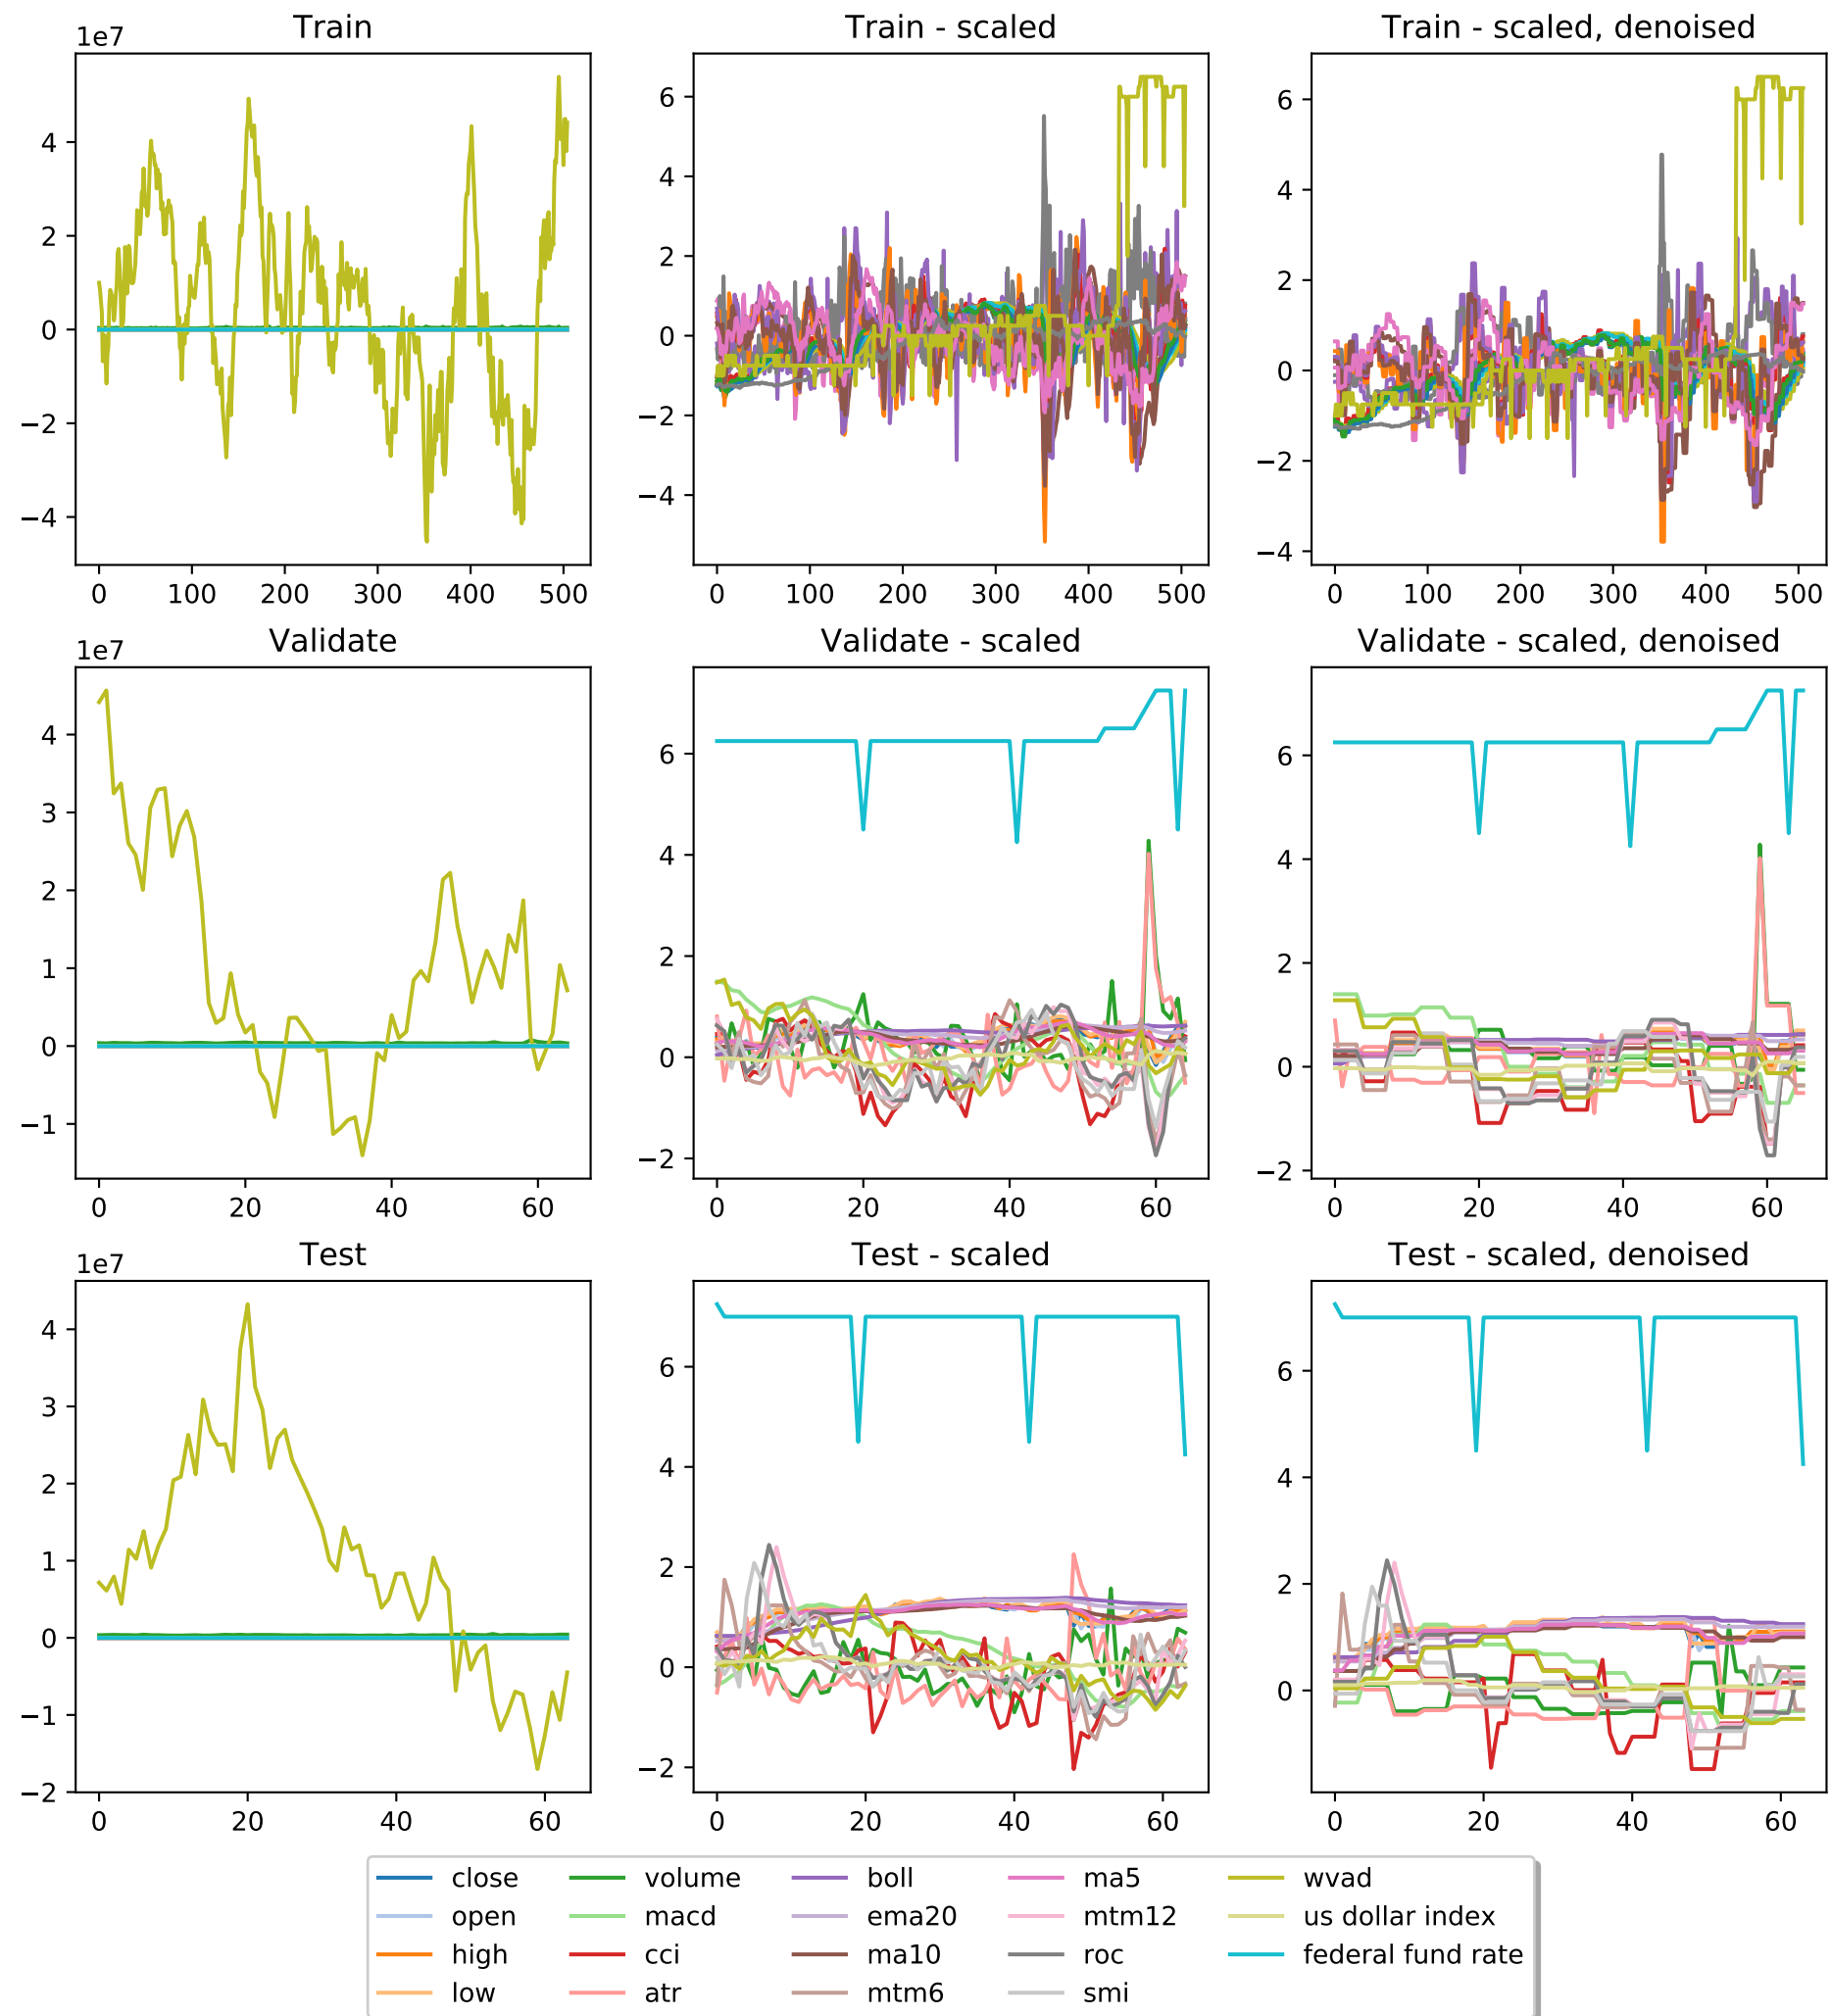 Train
Train - scaled
Train - scaled, denoised
1e7
4
2
0
−2
−4
0 100 200 300 400 500
6
4
2
0
−2
−4
0 100 200 300 400 500
6
4
2
0
−2
−4
0 100 200 300 400 500
Validate
Validate - scaled
Validate - scaled, denoised
1e7
4
3
2
1
0
−1
0 20 40 60
6
4
2
0
−2
0 20 40 60
6
4
2
0
−2
0 20 40 60
Test
Test - scaled
Test - scaled, denoised
1e7
4
3
2
1
0
−1
−2
0 20 40 60
6
4
2
0
−2
0 20 40 60
6
4
2
0
0 20 40 60
close
open
high
low
volume
macd
cci
atr
boll
ema20
ma10
mtm6
ma5
mtm12
roc
smi
wvad
us dollar index
federal fund rate